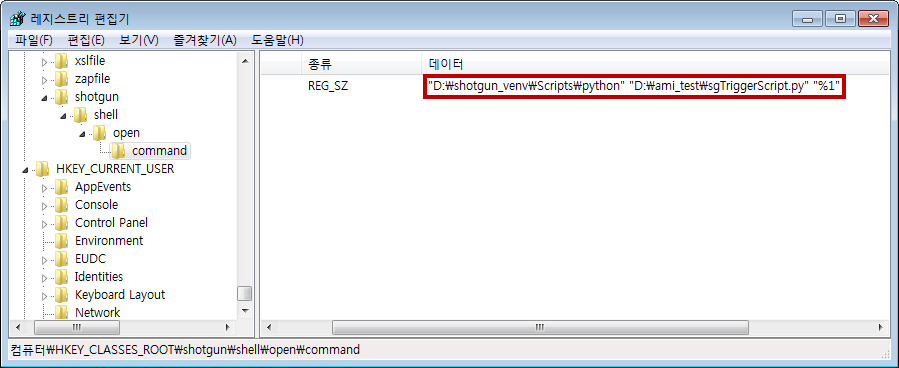 레지스트리 편집기
파일(F) 편집(E) 보기(V) 즐겨찾기(A) 도움말(H)
xslfile
zapfile
shotgun
shell
open
command
HKEY_CURRENT_USER
AppEvents
Console
Control Panel
Environment
EUDC
Identities
Keyboard Layout
Network
종류 데이터
REG_SZ "D:₩shotgun_venv₩Scripts₩python" "D:₩ami_test₩sgTriggerScript.py" "%1"
컴퓨터₩HKEY_CLASSES_ROOT₩shotgun₩shell₩open₩command